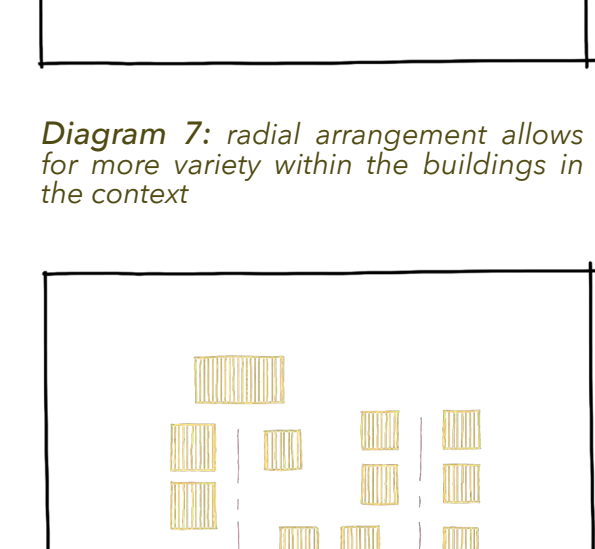 Diagram 7: radial arrangement allows
for more variety within the buildings in
the context